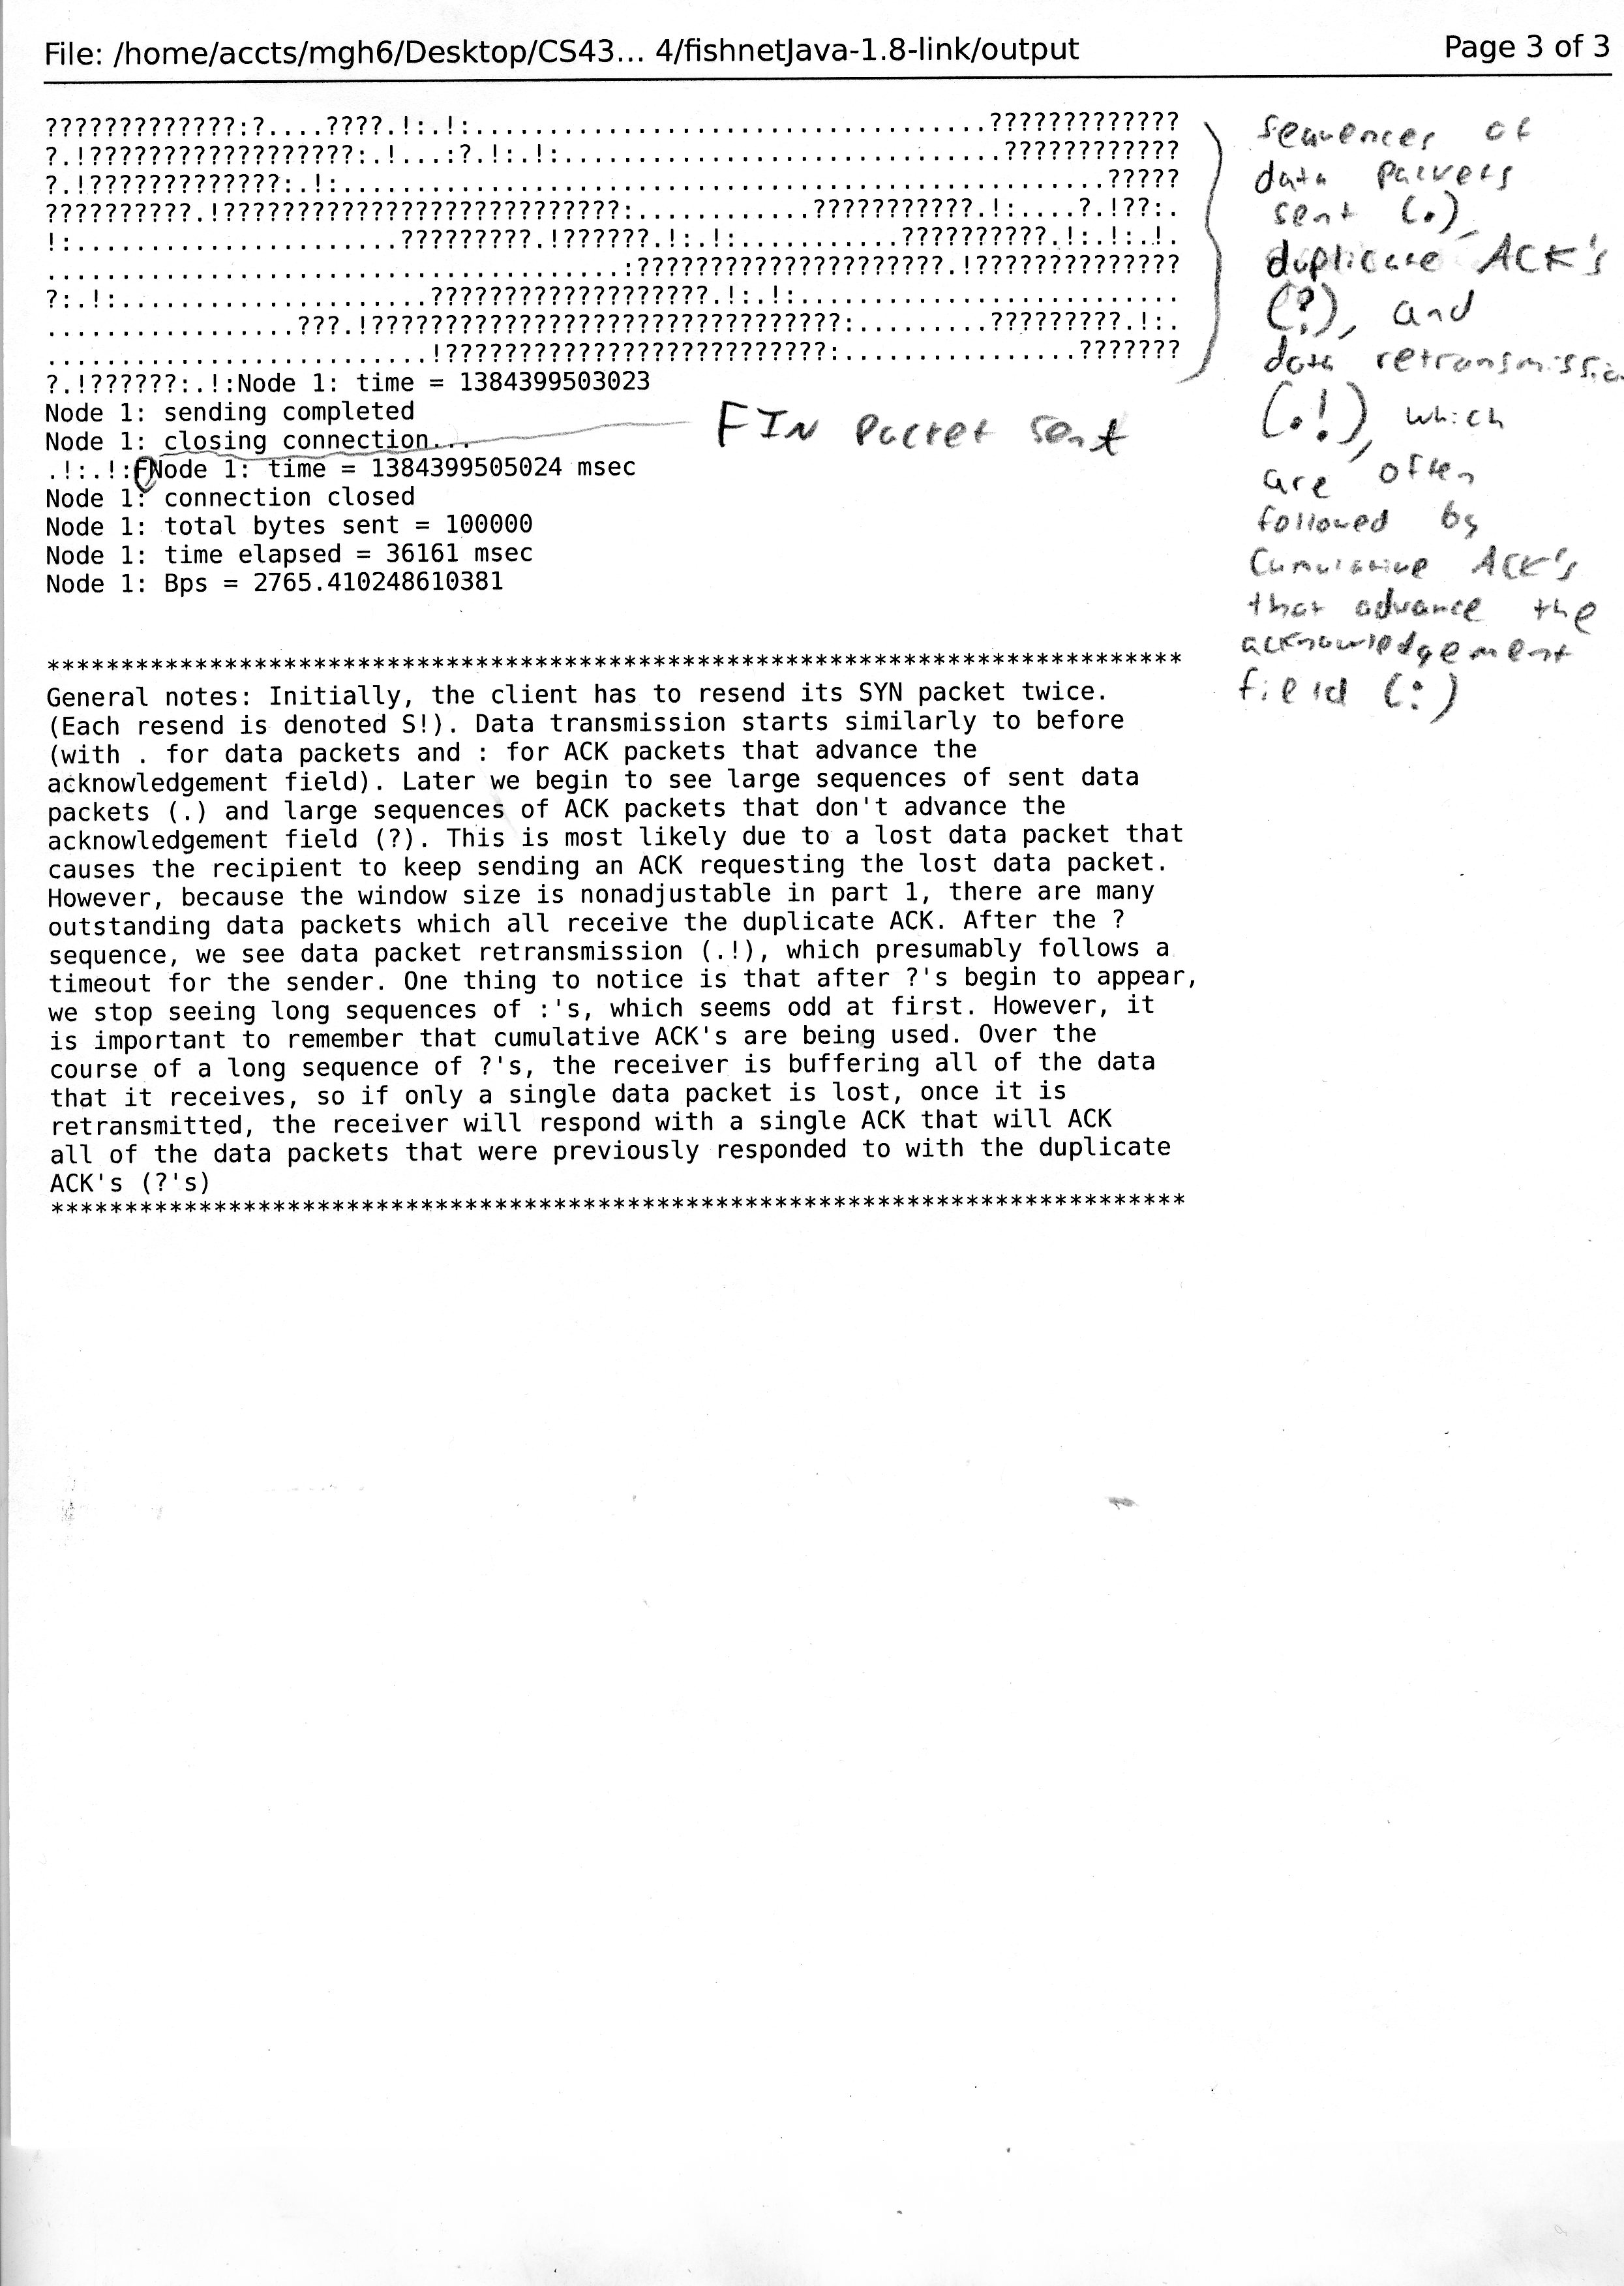 File: /home/accts/mgh6/Desktop/CS43... 4/fishnetJava-1.8-link/output Page 3 of 3
?????????????:?....????.!:.!:...................................?????????????
?.!??????????????????:.!...:?.!:.!:..............................????????????
?.!?????????????:.!:....................................................?????
??????????.!???????????????????????????:............???????????.!:....?.!??:.
!:......................?????????.!??????.!:.!:...........??????????.!:.!:.!.
.......................................:?????????????????????.!??????????????
?:.!:.....................???????????????????.!:.!:..........................
.................???.!????????????????????????????????:.........?????????.!:.
..........................!??????????????????????????:................???????
?.!??????:.!:Node 1: time = 1384399503023
Node 1: sending completed
Node 1: closing connection...
.!:.!:FNode 1: time = 1384399505024 msec
Node 1: connection closed
Node 1: total bytes sent = 100000
Node 1: time elapsed = 36161 msec
Node 1: Bps = 2765.410248610381
FIN Packet sent
sequences of
data packets
sent (.),
duplicate ACK's
(?), and
data retransmissio
(.!), which
are often
followed by
cumulative ACK's
that advance the
acknowledgement
field (:)
*****************************************************************************
General notes: Initially, the client has to resend its SYN packet twice.
(Each resend is denoted S!). Data transmission starts similarly to before
(with . for data packets and : for ACK packets that advance the
acknowledgement field). Later we begin to see large sequences of sent data
packets (.) and large sequences of ACK packets that don't advance the
acknowledgement field (?). This is most likely due to a lost data packet that
causes the recipient to keep sending an ACK requesting the lost data packet.
However, because the window size is nonadjustable in part 1, there are many
outstanding data packets which all receive the duplicate ACK. After the ?
sequence, we see data packet retransmission (.!), which presumably follows a
timeout for the sender. One thing to notice is that after ?'s begin to appear,
we stop seeing long sequences of :'s, which seems odd at first. However, it
is important to remember that cumulative ACK's are being used. Over the
course of a long sequence of ?'s, the receiver is buffering all of the data
that it receives, so if only a single data packet is lost, once it is
retransmitted, the receiver will respond with a single ACK that will ACK
all of the data packets that were previously responded to with the duplicate
ACK's (?'s)
*****************************************************************************